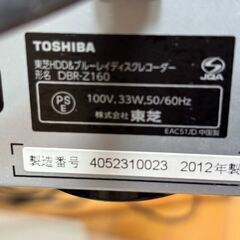 TOSHIBA
東芝HDD&ブルーレイディスクレコーダー
形名 DBR-Z160
PS
E
JQA
100V, 33W, 50/60Hz
株式会社 東芝
EAC51JD 中国製
製造番号 4052310023 2012年製